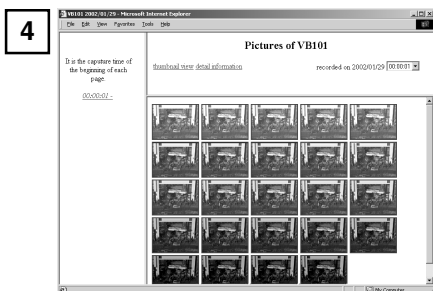 4
VB101 2002/01/29 - Microsoft Internet Explorer
File Edit View Favorites Tools Help
Pictures of VB101
It is the capsture time of
the beginning of each
page.
00:00:01 -
thumbnail view detail information
recorded on 2002/01/29 00:00:01
My Computer